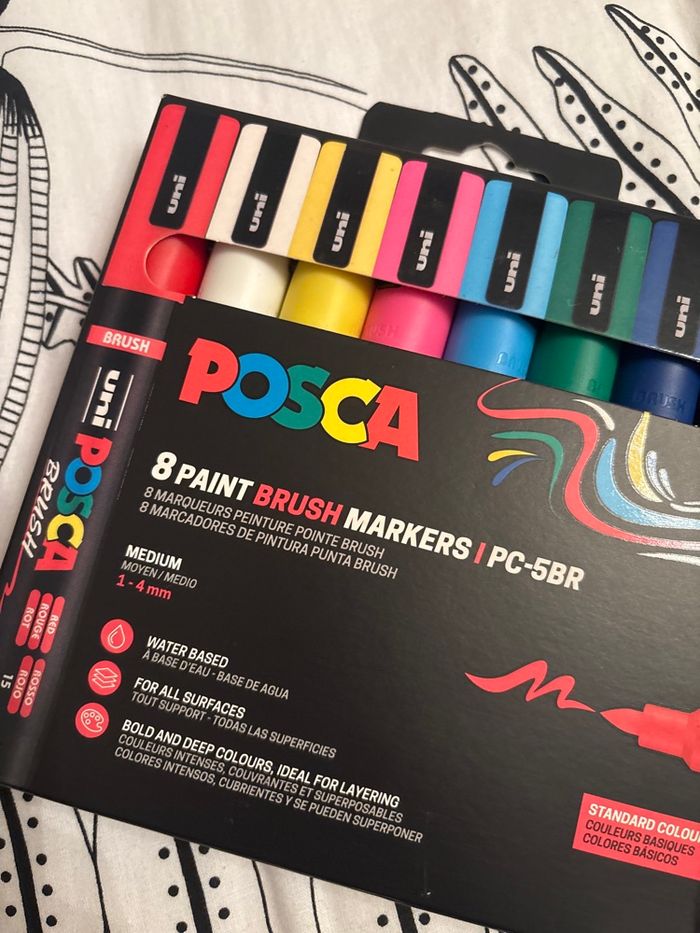 uni
uni
uni
uni
uni
uni
uni
BRUSH
BRUSH
BRUSH
uni
POSCA
BRUSH
RED
ROUGE
ROT
ROSSO
ROJO
15
POSCA
8 PAINT BRUSH MARKERS | PC-5BR
8 MARQUEURS PEINTURE POINTE BRUSH
8 MARCADORES DE PINTURA PUNTA BRUSH
MEDIUM
MOYEN / MEDIO
1 - 4 mm
WATER BASED
À BASE D'EAU - BASE DE AGUA
FOR ALL SURFACES
TOUT SUPPORT - TODAS LAS SUPERFICIES
BOLD AND DEEP COLOURS, IDEAL FOR LAYERING
COULEURS INTENSES, COUVRANTES ET SUPERPOSABLES
COLORES INTENSOS, CUBRIENTES Y SE PUEDEN SUPERPONER
STANDARD COLOU
COULEURS BASIQUES
COLORES BÁSICOS